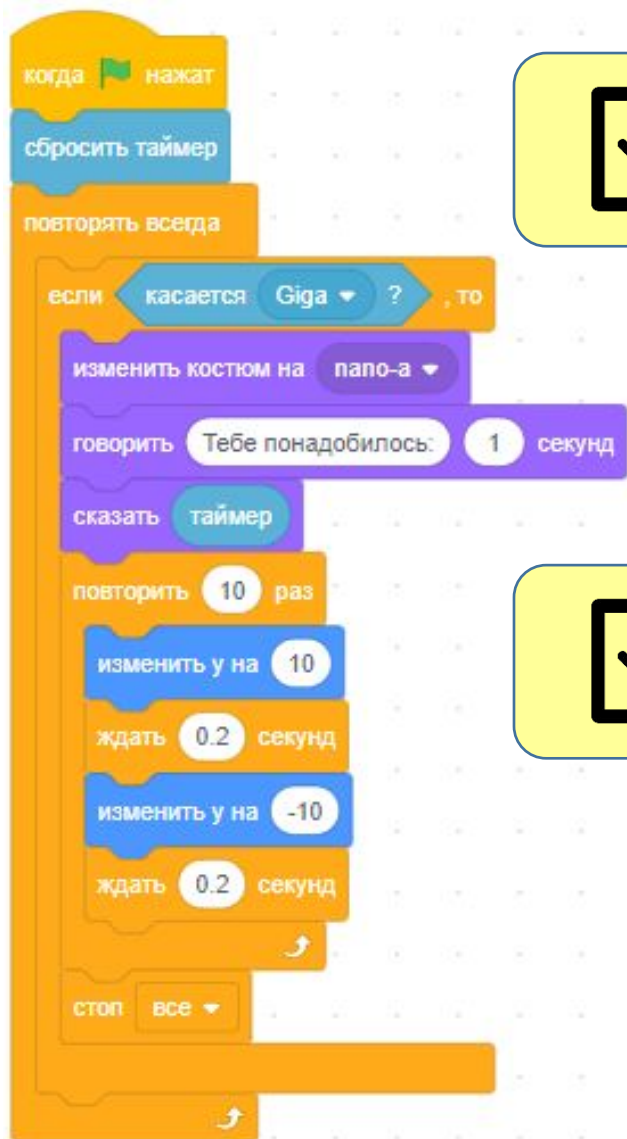 когда нажат
сбросить таймер
повторять всегда
если касается Giga ? , то
изменить костюм на nano-a
говорить Тебе понадобилось: 1 секунд
сказать таймер
повторить 10 раз
изменить y на 10
ждать 0.2 секунд
изменить y на -10
ждать 0.2 секунд
стоп все